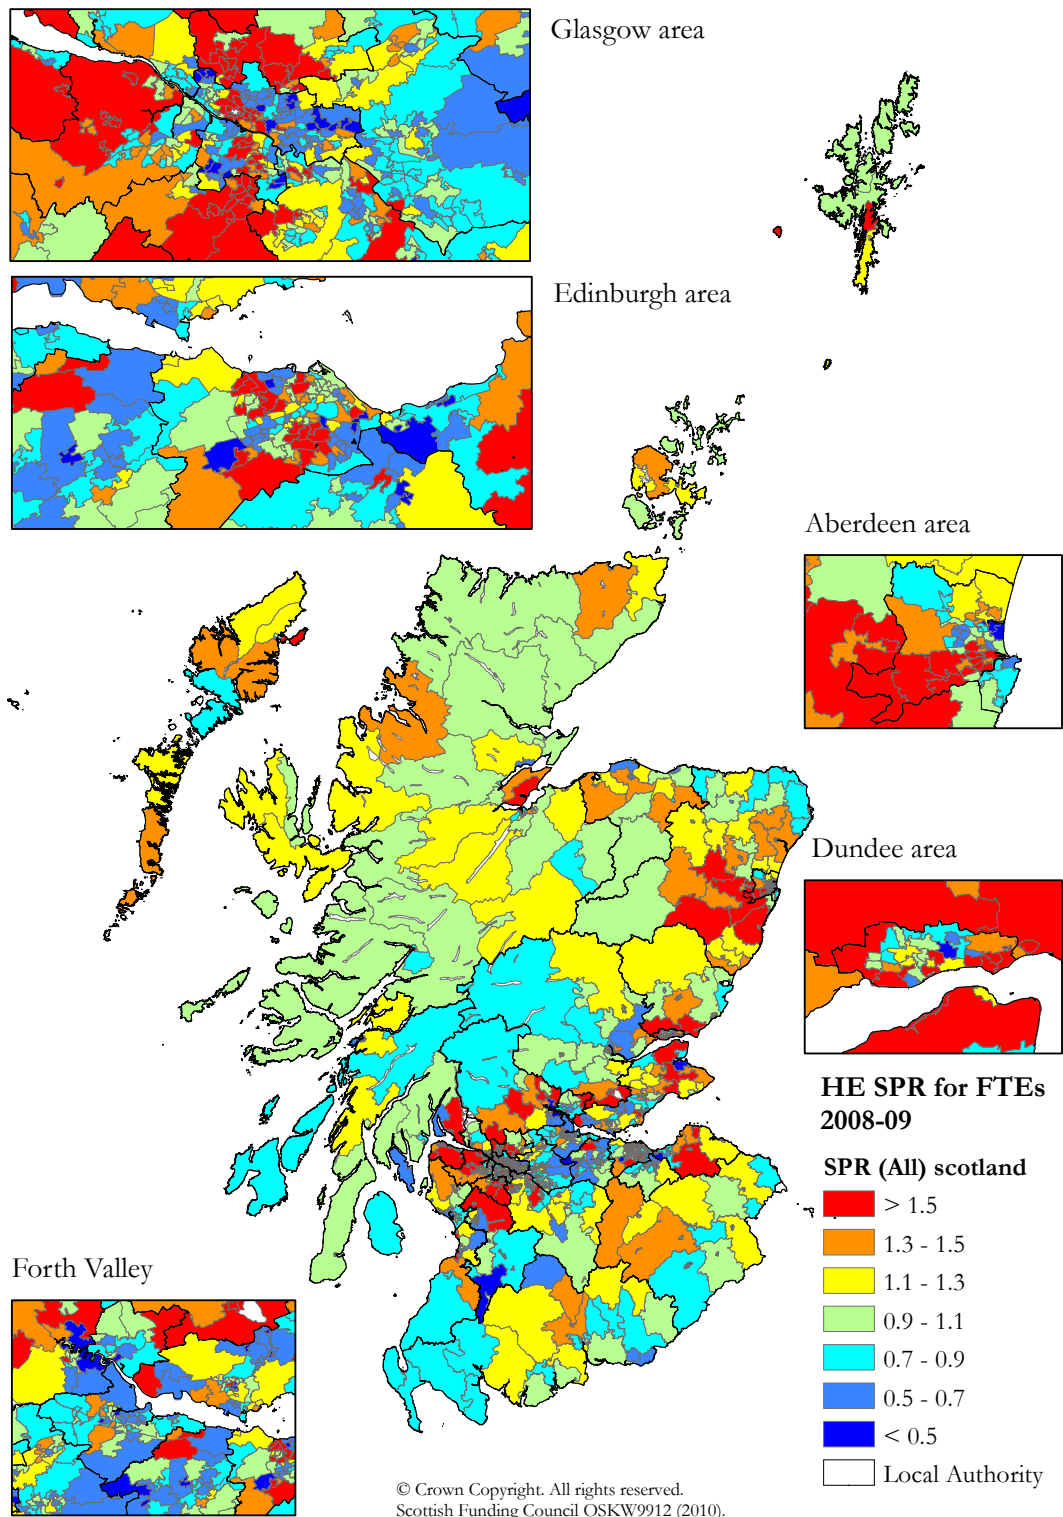 Glasgow area
Edinburgh area
Aberdeen area
Dundee area
HE SPR for FTEs
2008-09
SPR (All) scotland
> 1.5
1.3 - 1.5
1.1 - 1.3
0.9 - 1.1
0.7 - 0.9
0.5 - 0.7
< 0.5
Local Authority
Forth Valley
© Crown Copyright. All rights reserved.
Scottish Funding Council OSKW9912 (2010).